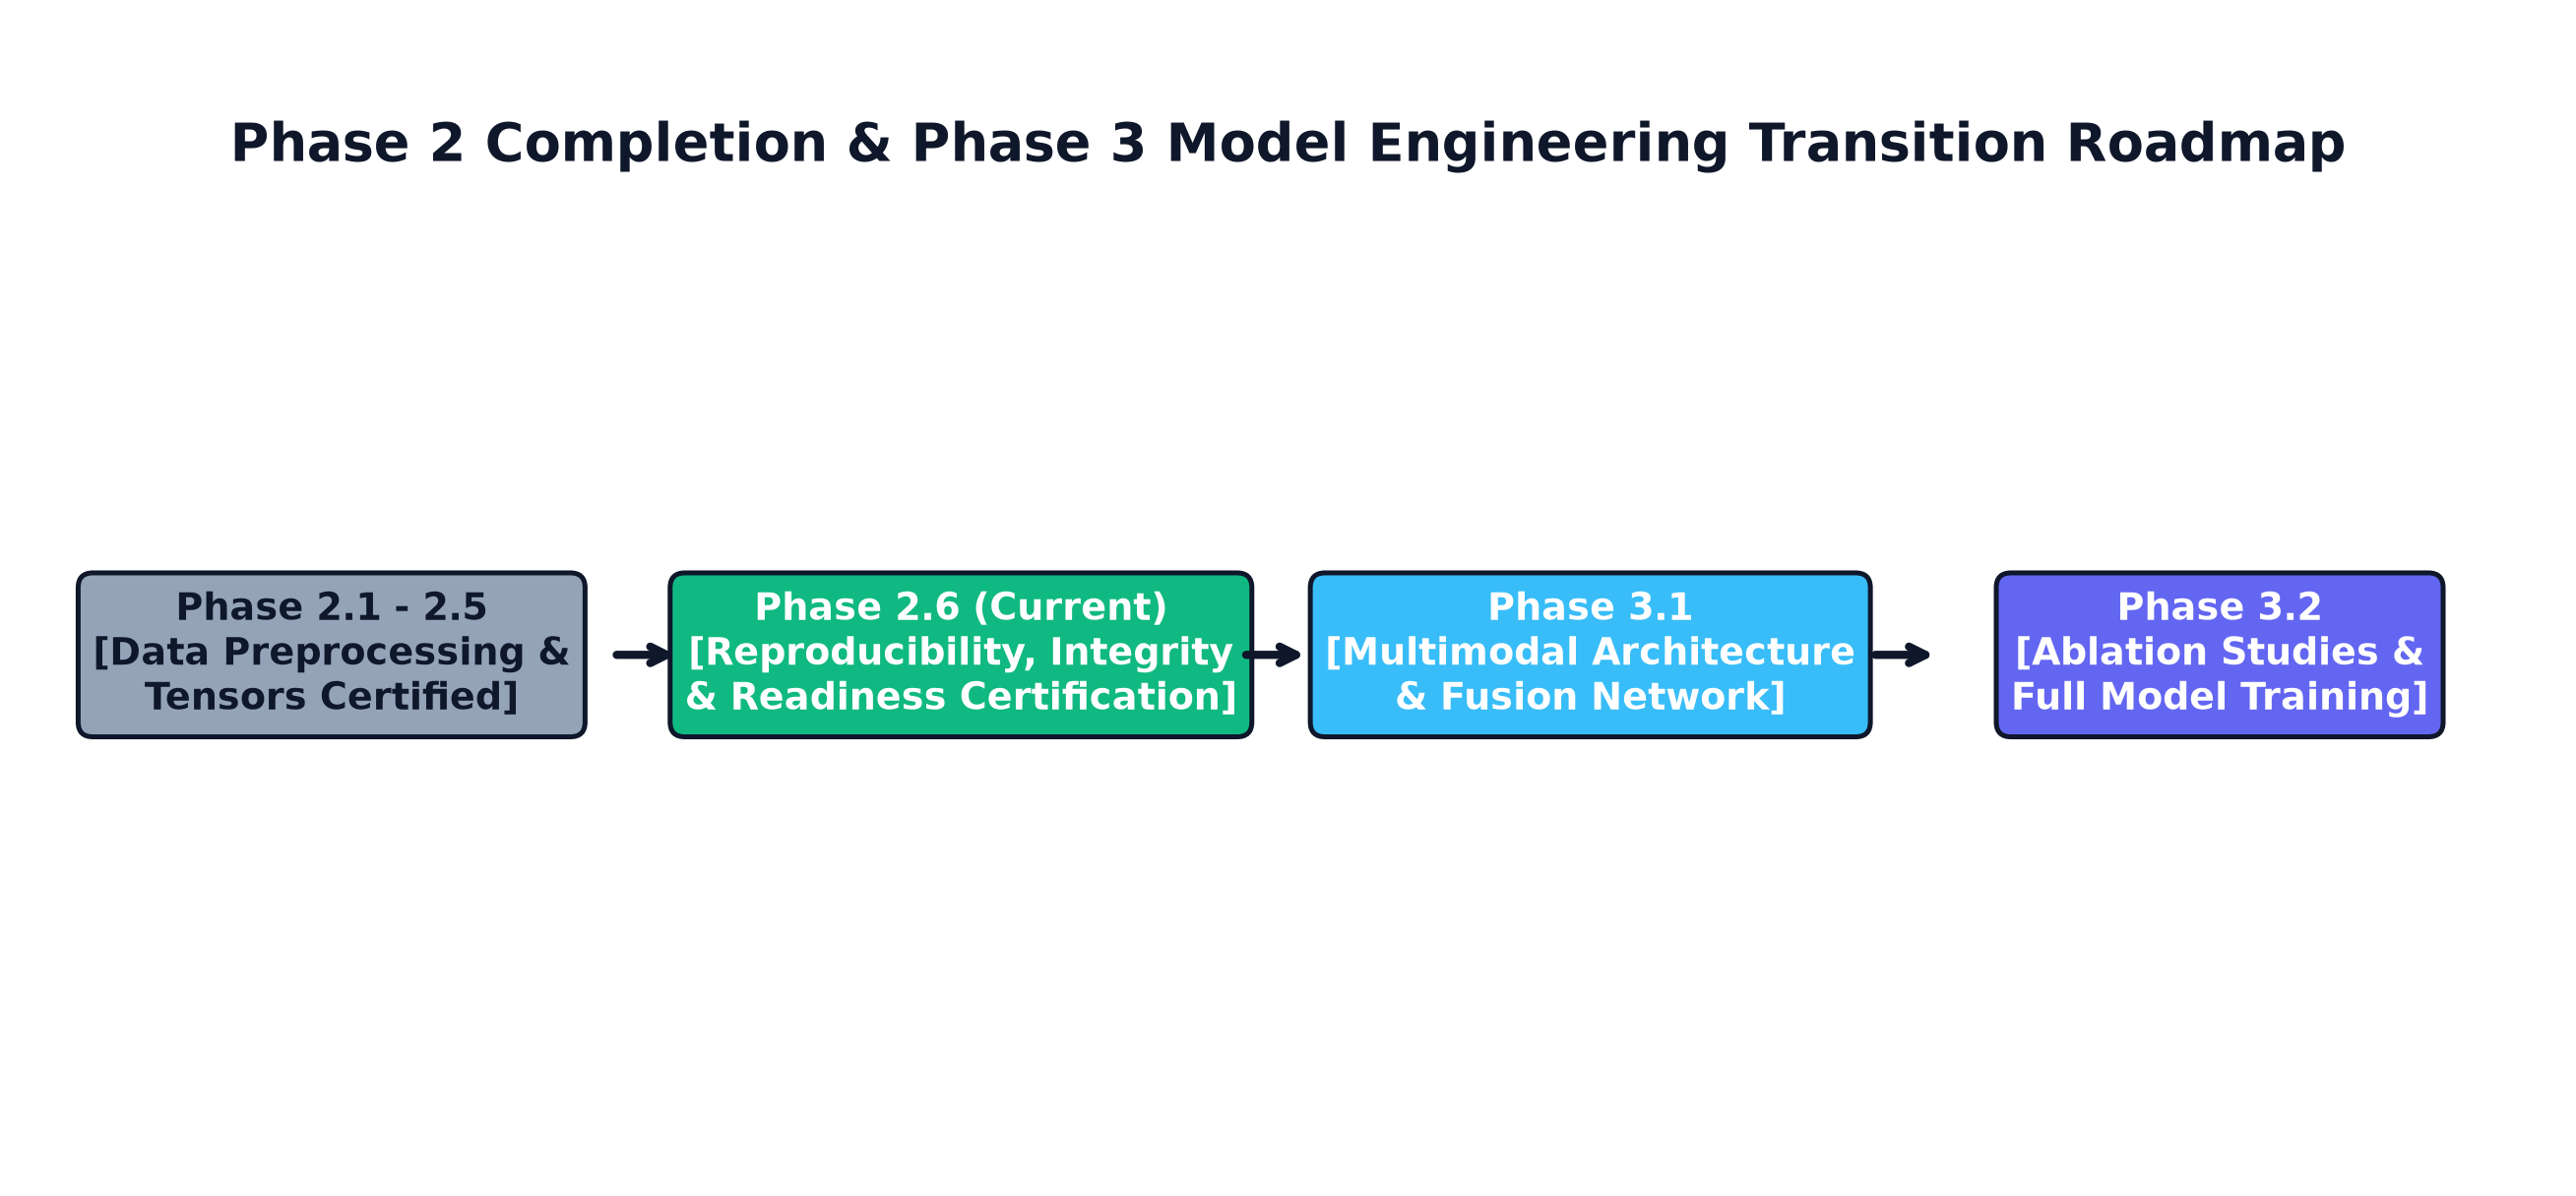 Phase 2 Completion & Phase 3 Model Engineering Transition Roadmap
Phase 2.1 - 2.5
[Data Preprocessing &
Tensors Certified]
Phase 2.6 (Current)
[Reproducibility, Integrity
& Readiness Certification]
Phase 3.1
[Multimodal Architecture
& Fusion Network]
Phase 3.2
[Ablation Studies &
Full Model Training]